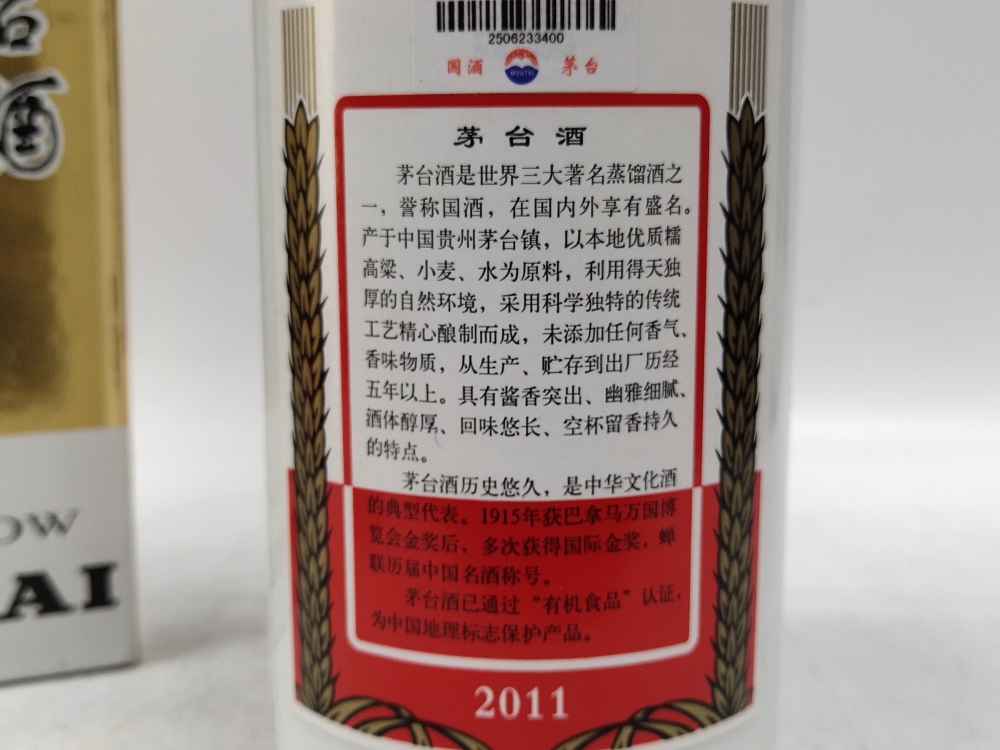 名
酒
OW
AI
2506233400
国酒 MOUTAI 茅台
茅台酒
茅台酒是世界三大著名蒸馏酒之
一，誉称国酒，在国内外享有盛名。
产于中国贵州茅台镇，以本地优质糯
高粱、小麦、水为原料，利用得天独
厚的自然环境，采用科学独特的传统
工艺精心酿制而成，未添加任何香气、
香味物质，从生产、贮存到出厂历经
五年以上。具有酱香突出、幽雅细腻、
酒体醇厚、回味悠长、空杯留香持久
的特点。
茅台酒历史悠久，是中华文化酒
的典型代表。1915年获巴拿马万国博
览会金奖后，多次获得国际金奖，蝉
联历届中国名酒称号。
茅台酒已通过“有机食品”认证，
为中国地理标志保护产品。
2011